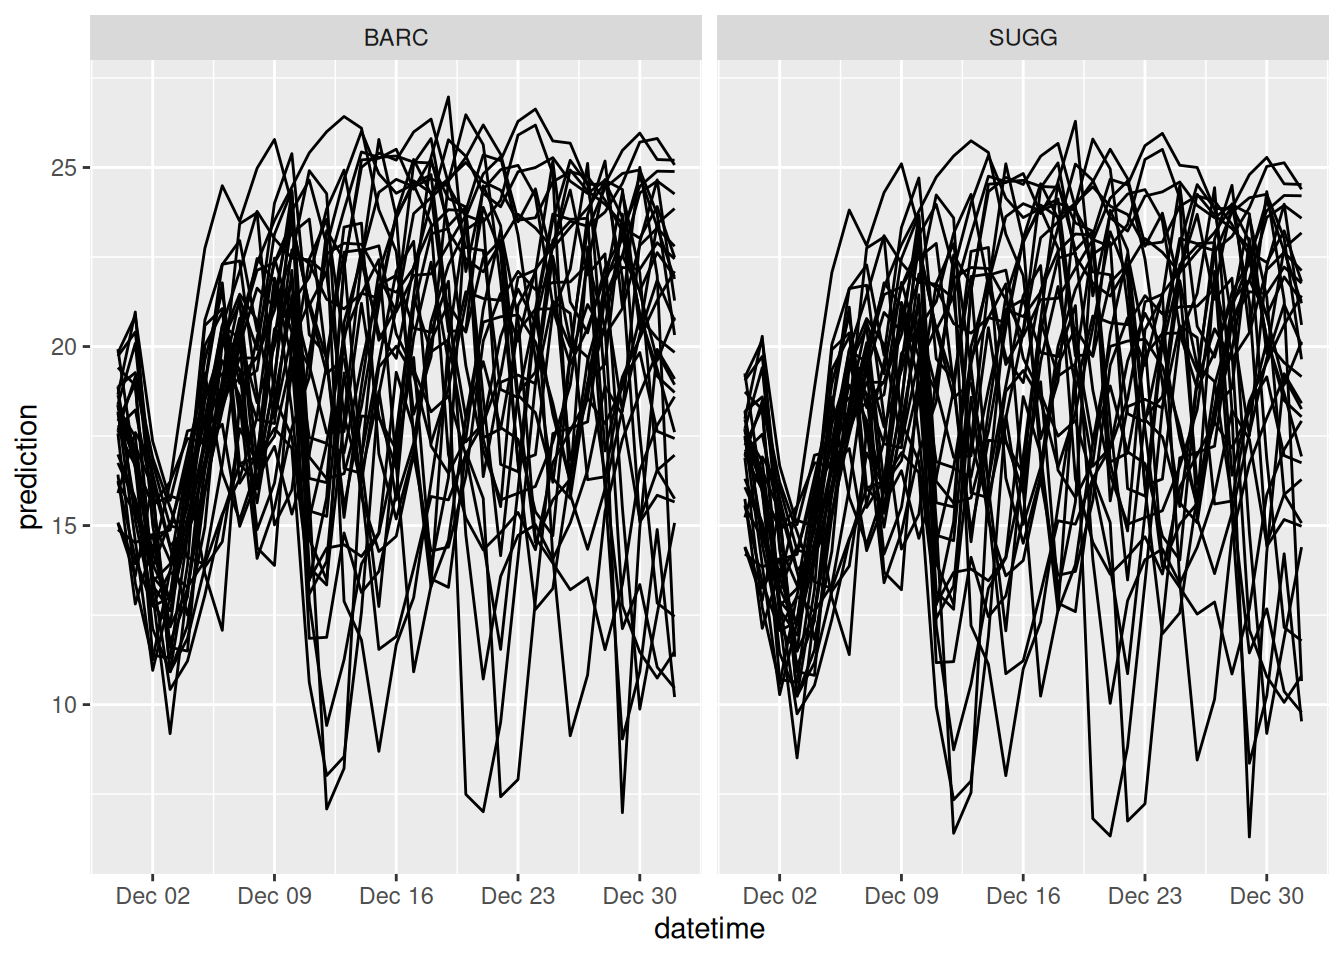 BARC
SUGG
prediction
25
20
15
10
Dec 02
Dec 09
Dec 16
Dec 23
Dec 30
Dec 02
Dec 09
Dec 16
Dec 23
Dec 30
datetime